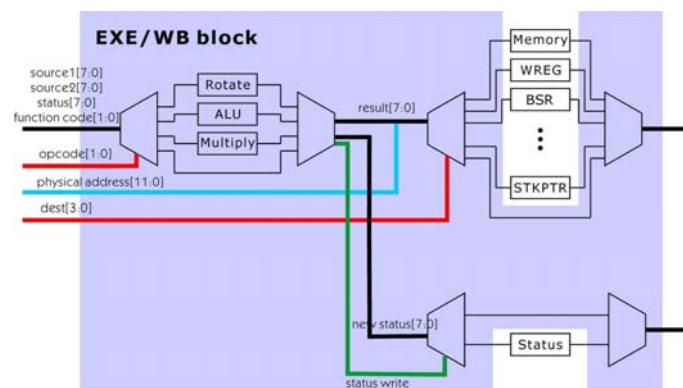 EXE/WB block
source1[7:0]
source2[7:0]
status[7:0]
function code[1:0]
opcode[1:0]
physical address[11:0]
dest[3:0]
Rotate
ALU
Multiply
result[7:0]
Memory
WREG
BSR
STKPTR
new status[7:0]
Status
status write